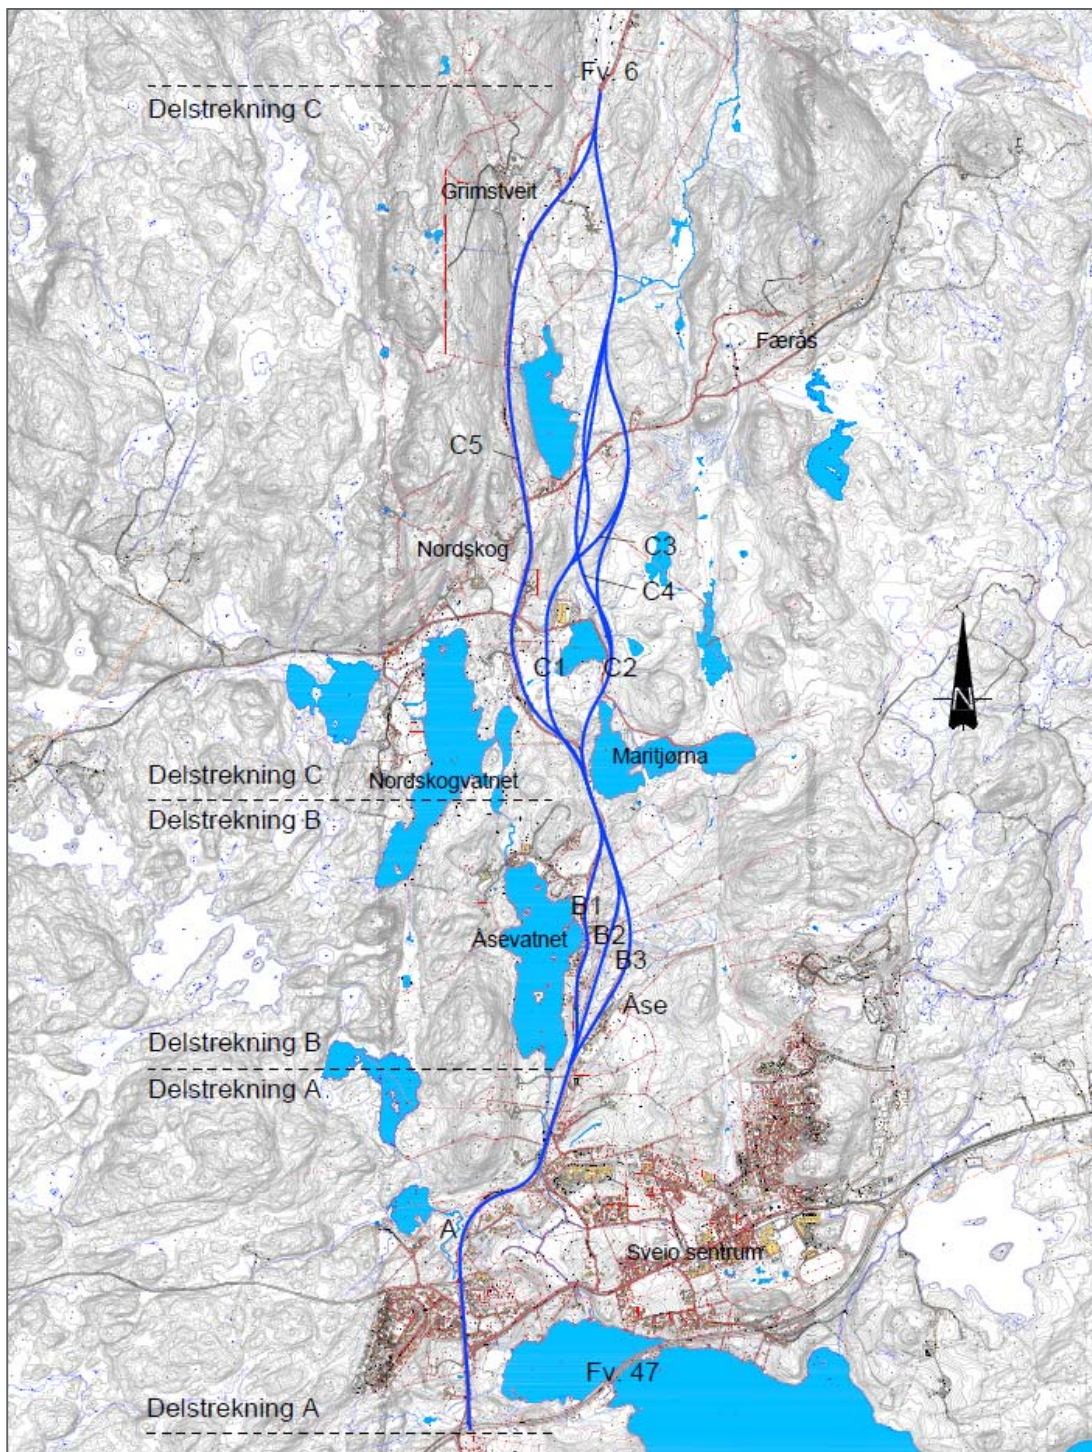 Fv. 6
Delstrekning C
Grimstveit
Færås
C5
Nordskog
C3
C4
C1
C2
N
Maritjørna
Delstrekning C
Nordskogvatnet
Delstrekning B
B1
Åsevatnet
B2
B3
Åse
Delstrekning B
Delstrekning A
A
Sveio sentrum
Fv. 47
Delstrekning A